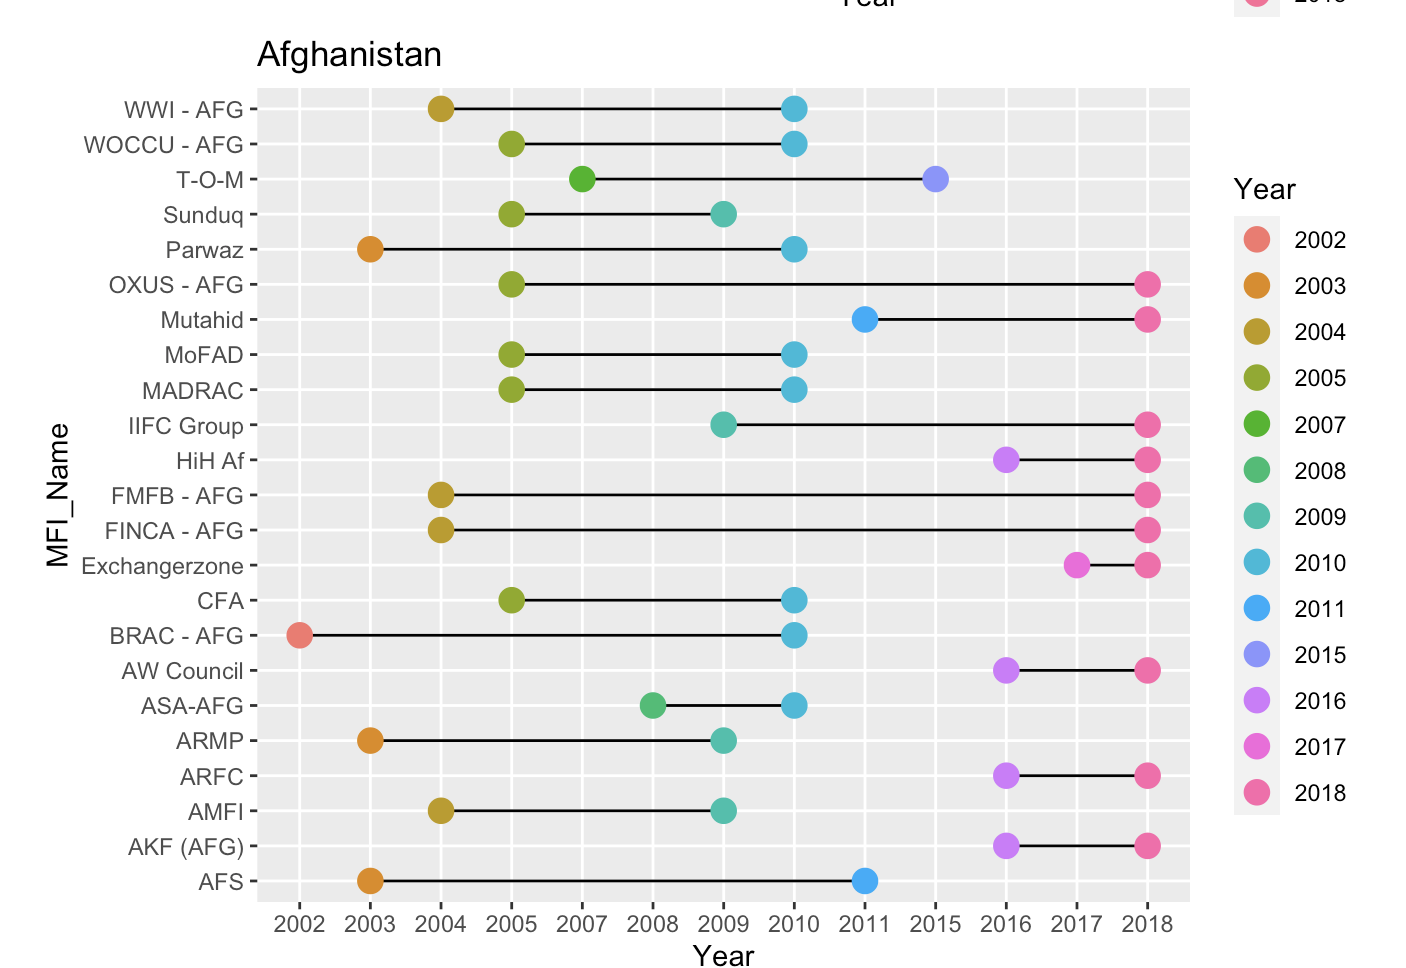 Year
Afghanistan
WWI - AFG
WOCCU - AFG
T-O-M
Sunduq
Parwaz
OXUS - AFG
Mutahid
MoFAD
MADRAC
IIFC Group
HiH Af
FMFB - AFG
FINCA - AFG
Exchangerzone
CFA
BRAC - AFG
AW Council
ASA-AFG
ARMP
ARFC
AMFI
AKF (AFG)
AFS
MFI_Name
2002 2003 2004 2005 2007 2008 2009 2010 2011 2015 2016 2017 2018
Year
Year
2002
2003
2004
2005
2007
2008
2009
2010
2011
2015
2016
2017
2018